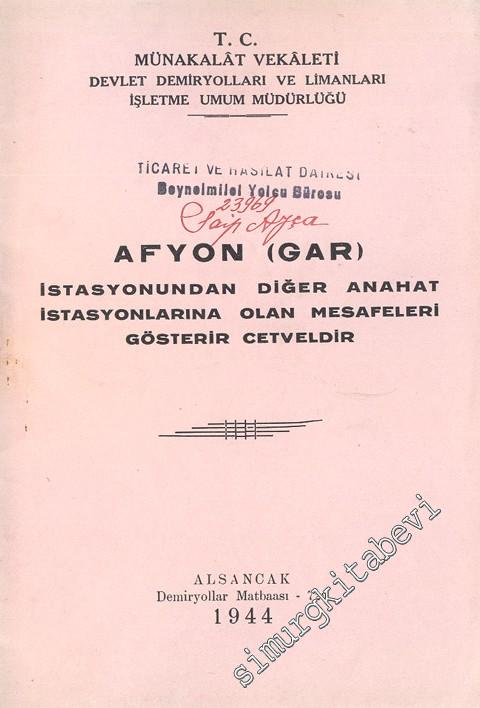 T. C.
MÜNAKALÂT VEKÂLETİ
DEVLET DEMİRYOLLARI VE LİMANLARI
İŞLETME UMUM MÜDÜRLÜĞÜ
TİCARET VE HASILAT DAİRESİ
Beynelmilel Yolcu Bürosu
23969
AFYON (GAR)
İSTASYONUNDAN DİĞER ANAHAT
İSTASYONLARINA OLAN MESAFELERİ
GÖSTERİR CETVELDİR
ALSANCAK
Demiryollar Matbaası -
1944
simurgkitabevi